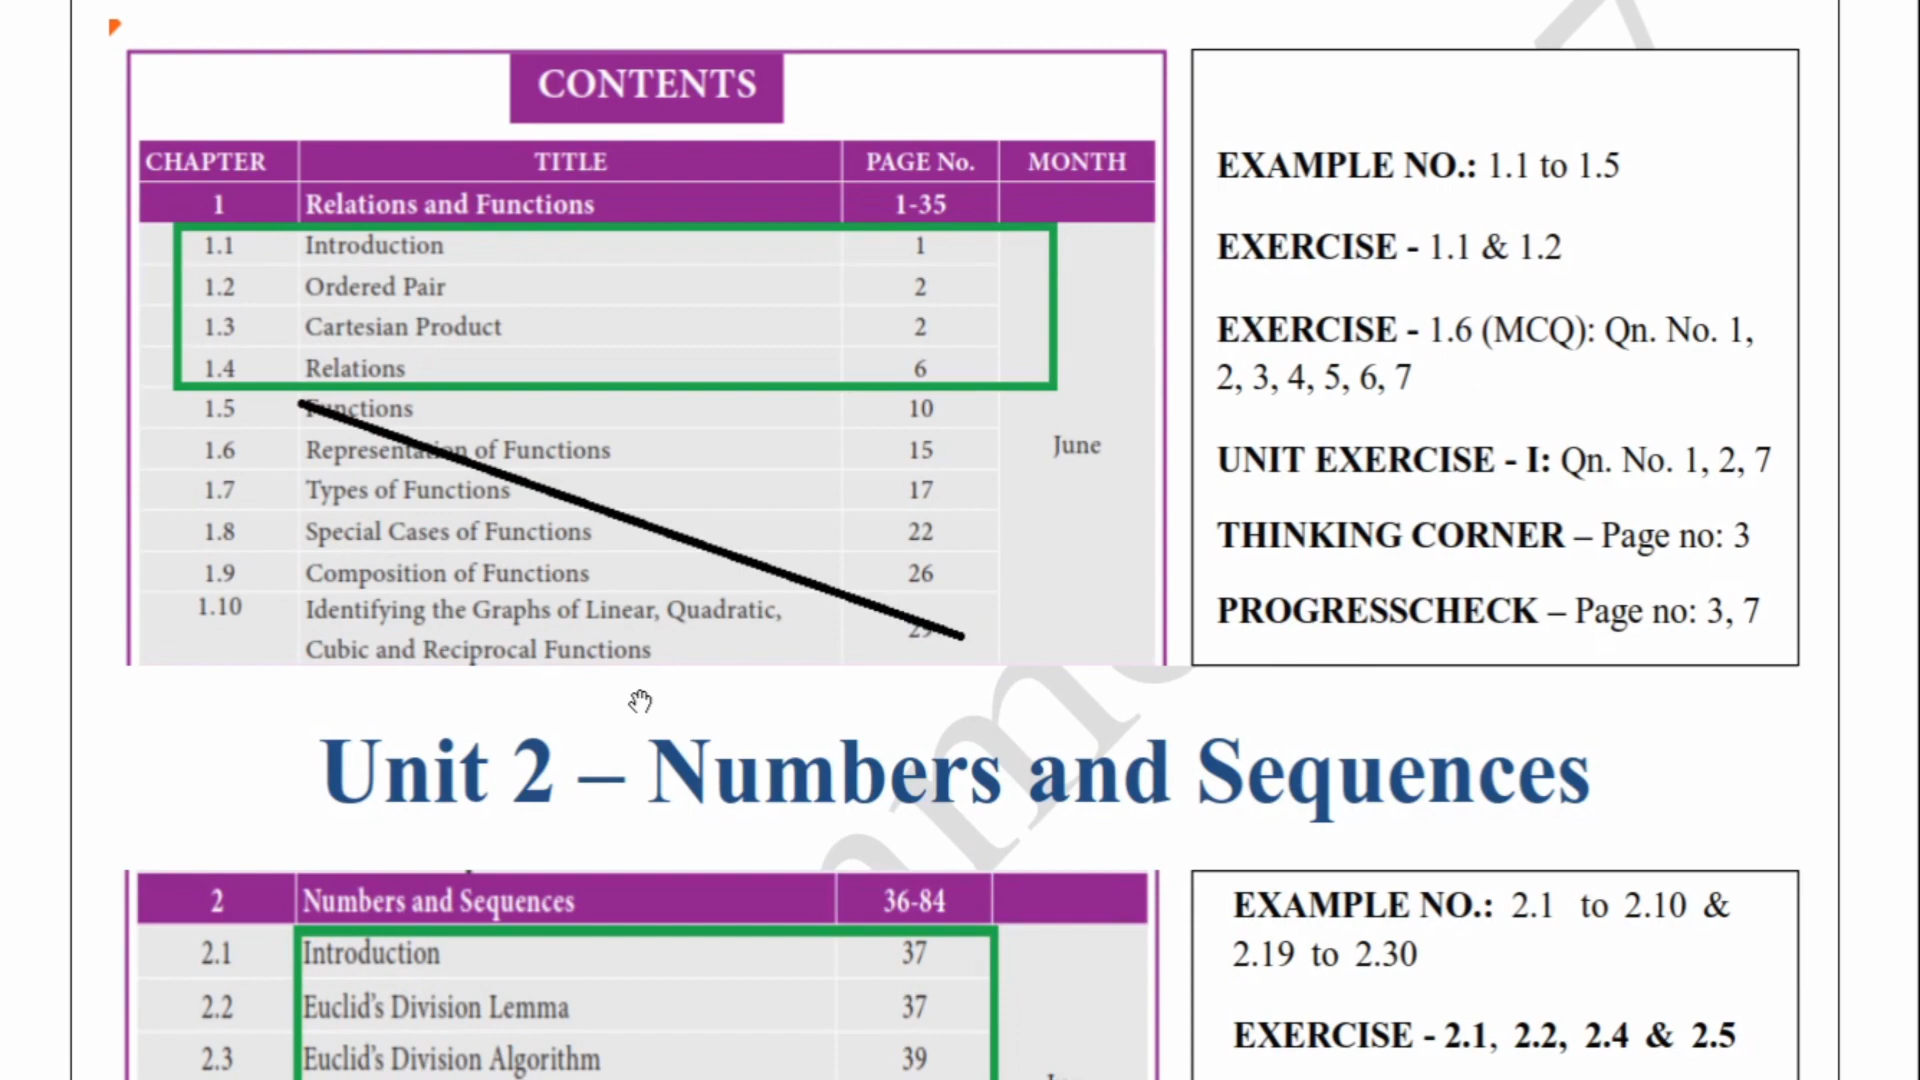 CONTENTS
CHAPTER TITLE PAGE No. MONTH
1 Relations and Functions 1-35
1.1 Introduction 1
1.2 Ordered Pair 2
1.3 Cartesian Product 2
1.4 Relations 6
1.5 Functions 10
1.6 Representation of Functions 15
June
1.7 Types of Functions 17
1.8 Special Cases of Functions 22
1.9 Composition of Functions 26
1.10 Identifying the Graphs of Linear, Quadratic,
Cubic and Reciprocal Functions
EXAMPLE NO.: 1.1 to 1.5
EXERCISE - 1.1 & 1.2
EXERCISE - 1.6 (MCQ): Qn. No. 1,
2, 3, 4, 5, 6, 7
UNIT EXERCISE - I: Qn. No. 1, 2, 7
THINKING CORNER – Page no: 3
PROGRESSCHECK – Page no: 3, 7
Unit 2 – Numbers and Sequences
2 Numbers and Sequences 36-84
2.1 Introduction 37
2.2 Euclid’s Division Lemma 37
2.3 Euclid’s Division Algorithm 39
EXAMPLE NO.: 2.1 to 2.10 &
2.19 to 2.30
EXERCISE - 2.1, 2.2, 2.4 & 2.5